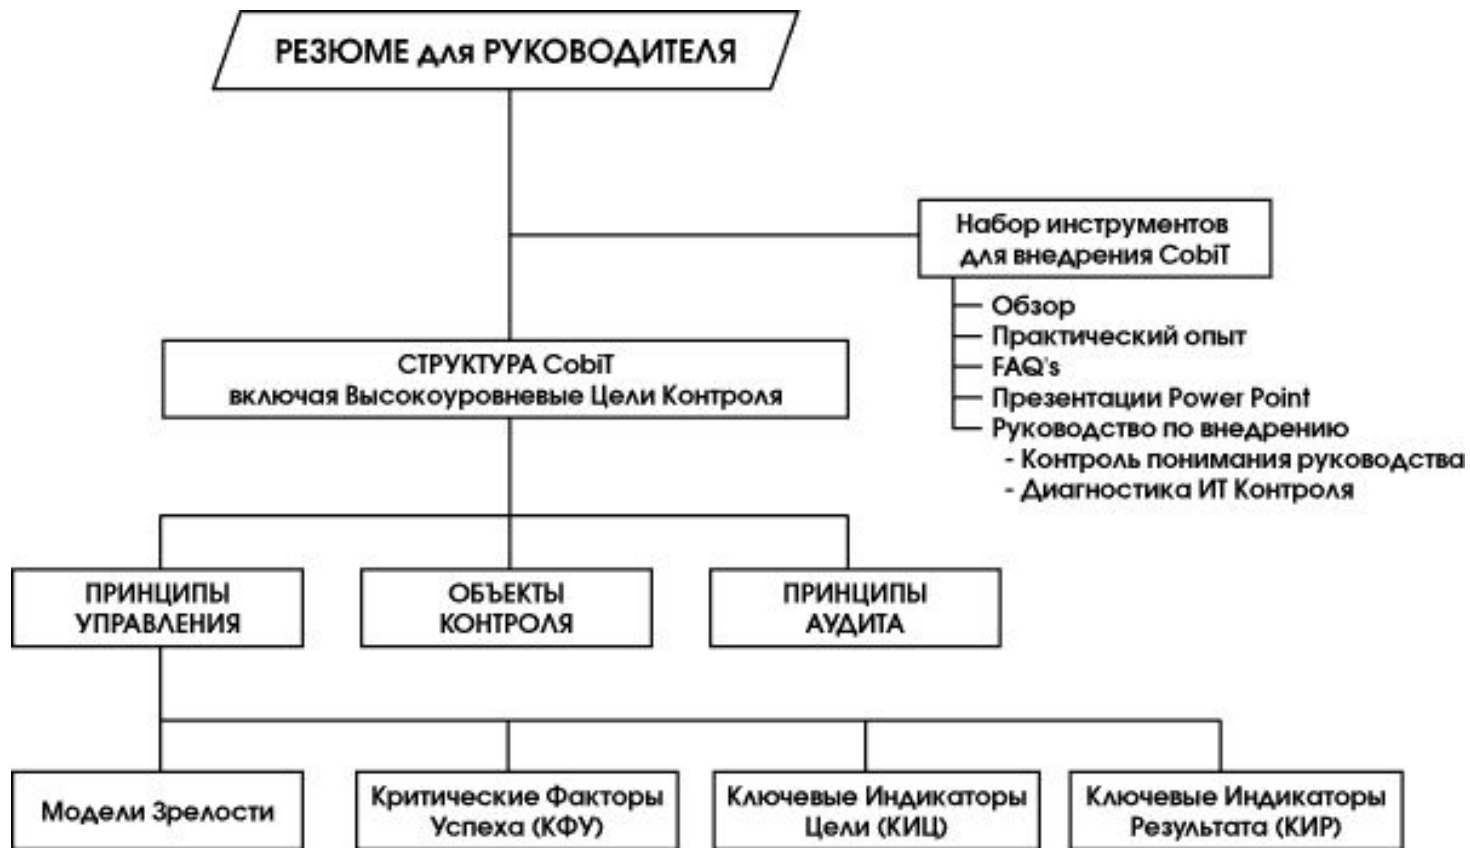 РЕЗЮМЕ для РУКОВОДИТЕЛЯ
Набор инструментов
для внедрения CobiT
Обзор
Практический опыт
FAQ's
Презентации Power Point
Руководство по внедрению
- Контроль понимания руководства
- Диагностика ИТ Контроля
СТРУКТУРА CobiT
включая Высокоуровневые Цели Контроля
ПРИНЦИПЫ
УПРАВЛЕНИЯ
ОБЪЕКТЫ
КОНТРОЛЯ
ПРИНЦИПЫ
АУДИТА
Модели Зрелости
Критические Факторы
Успеха (КФУ)
Ключевые Индикаторы
Цели (КИЦ)
Ключевые Индикаторы
Результата (КИР)